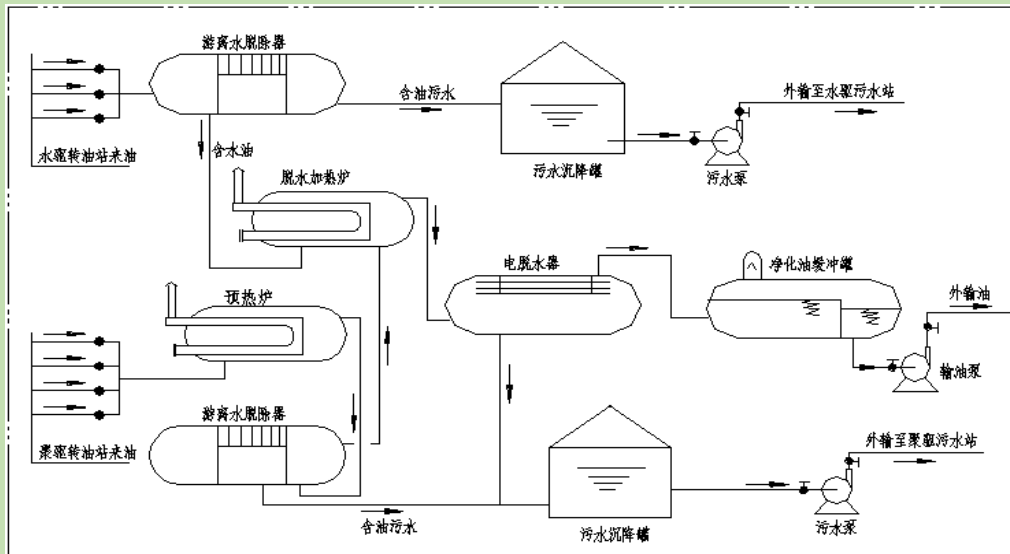 游离水脱除器
含油污水
外输至水驱污水站
水驱转油站来油
含水油
污水沉降罐
污水泵
脱水加热炉
电脱水器
净化油缓冲罐
预热炉
外输油
输油泵
游离水脱除器
聚驱转油站来油
外输至聚驱污水站
含油污水
污水沉降罐
污水泵